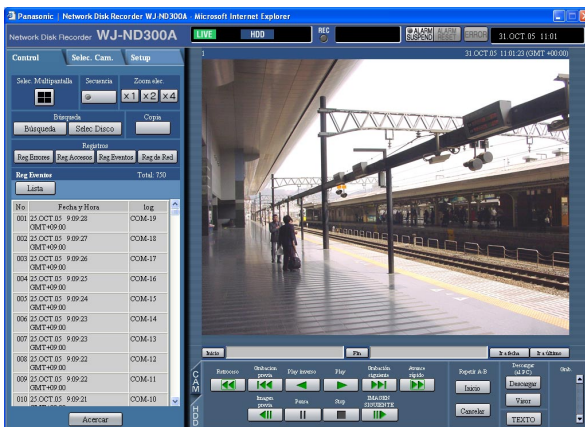 Panasonic | Network Disk Recorder WJ-ND300A - Microsoft Internet Explorer
Network Disk Recorder WJ-ND300A
LIVE HDD REC ALARM SUSPEND ALARM RESET ERROR 31.OCT.05 11:01
Control Selec. Cam. Setup
1 31.OCT.05 11:01:23 (GMT +00:00)
Selec. Multipantalla Secuencia Zoom elec.
x1 x2 x4
Búsqueda Copia
Búsqueda Selec Disco
Registros
Reg Errores Reg Accesos Reg Eventos Reg de Red
Reg Eventos Total: 750
Lista
No Fecha y Hora log
001 25.OCT.05 9:09:28 COM-19
GMT+09:00
002 25.OCT.05 9:09:27 COM-18
GMT+09:00
003 25.OCT.05 9:09:26 COM-17
GMT+09:00
004 25.OCT.05 9:09:25 COM-16
GMT+09:00
005 25.OCT.05 9:09:24 COM-15
GMT+09:00
006 25.OCT.05 9:09:23 COM-14
GMT+09:00
007 25.OCT.05 9:09:23 COM-13
GMT+09:00
008 25.OCT.05 9:09:22 COM-12
GMT+09:00
009 25.OCT.05 9:09:22 COM-11
GMT+09:00
010 25.OCT.05 9:09:21 COM-10
GMT+09:00
Acercar
Inicio Fin Ir a fecha Ir a último
CAM
HDD
Retroceso Grabacion previa Play inverso Play Grabación siguiente Avance rápido
Imagen previa Pausa Stop IMAGEN SIGUIENTE
Repetir A-B
Inicio
Cancelar
Descargar (al PC)
Descargar
Visor
TEXTO
Grab.